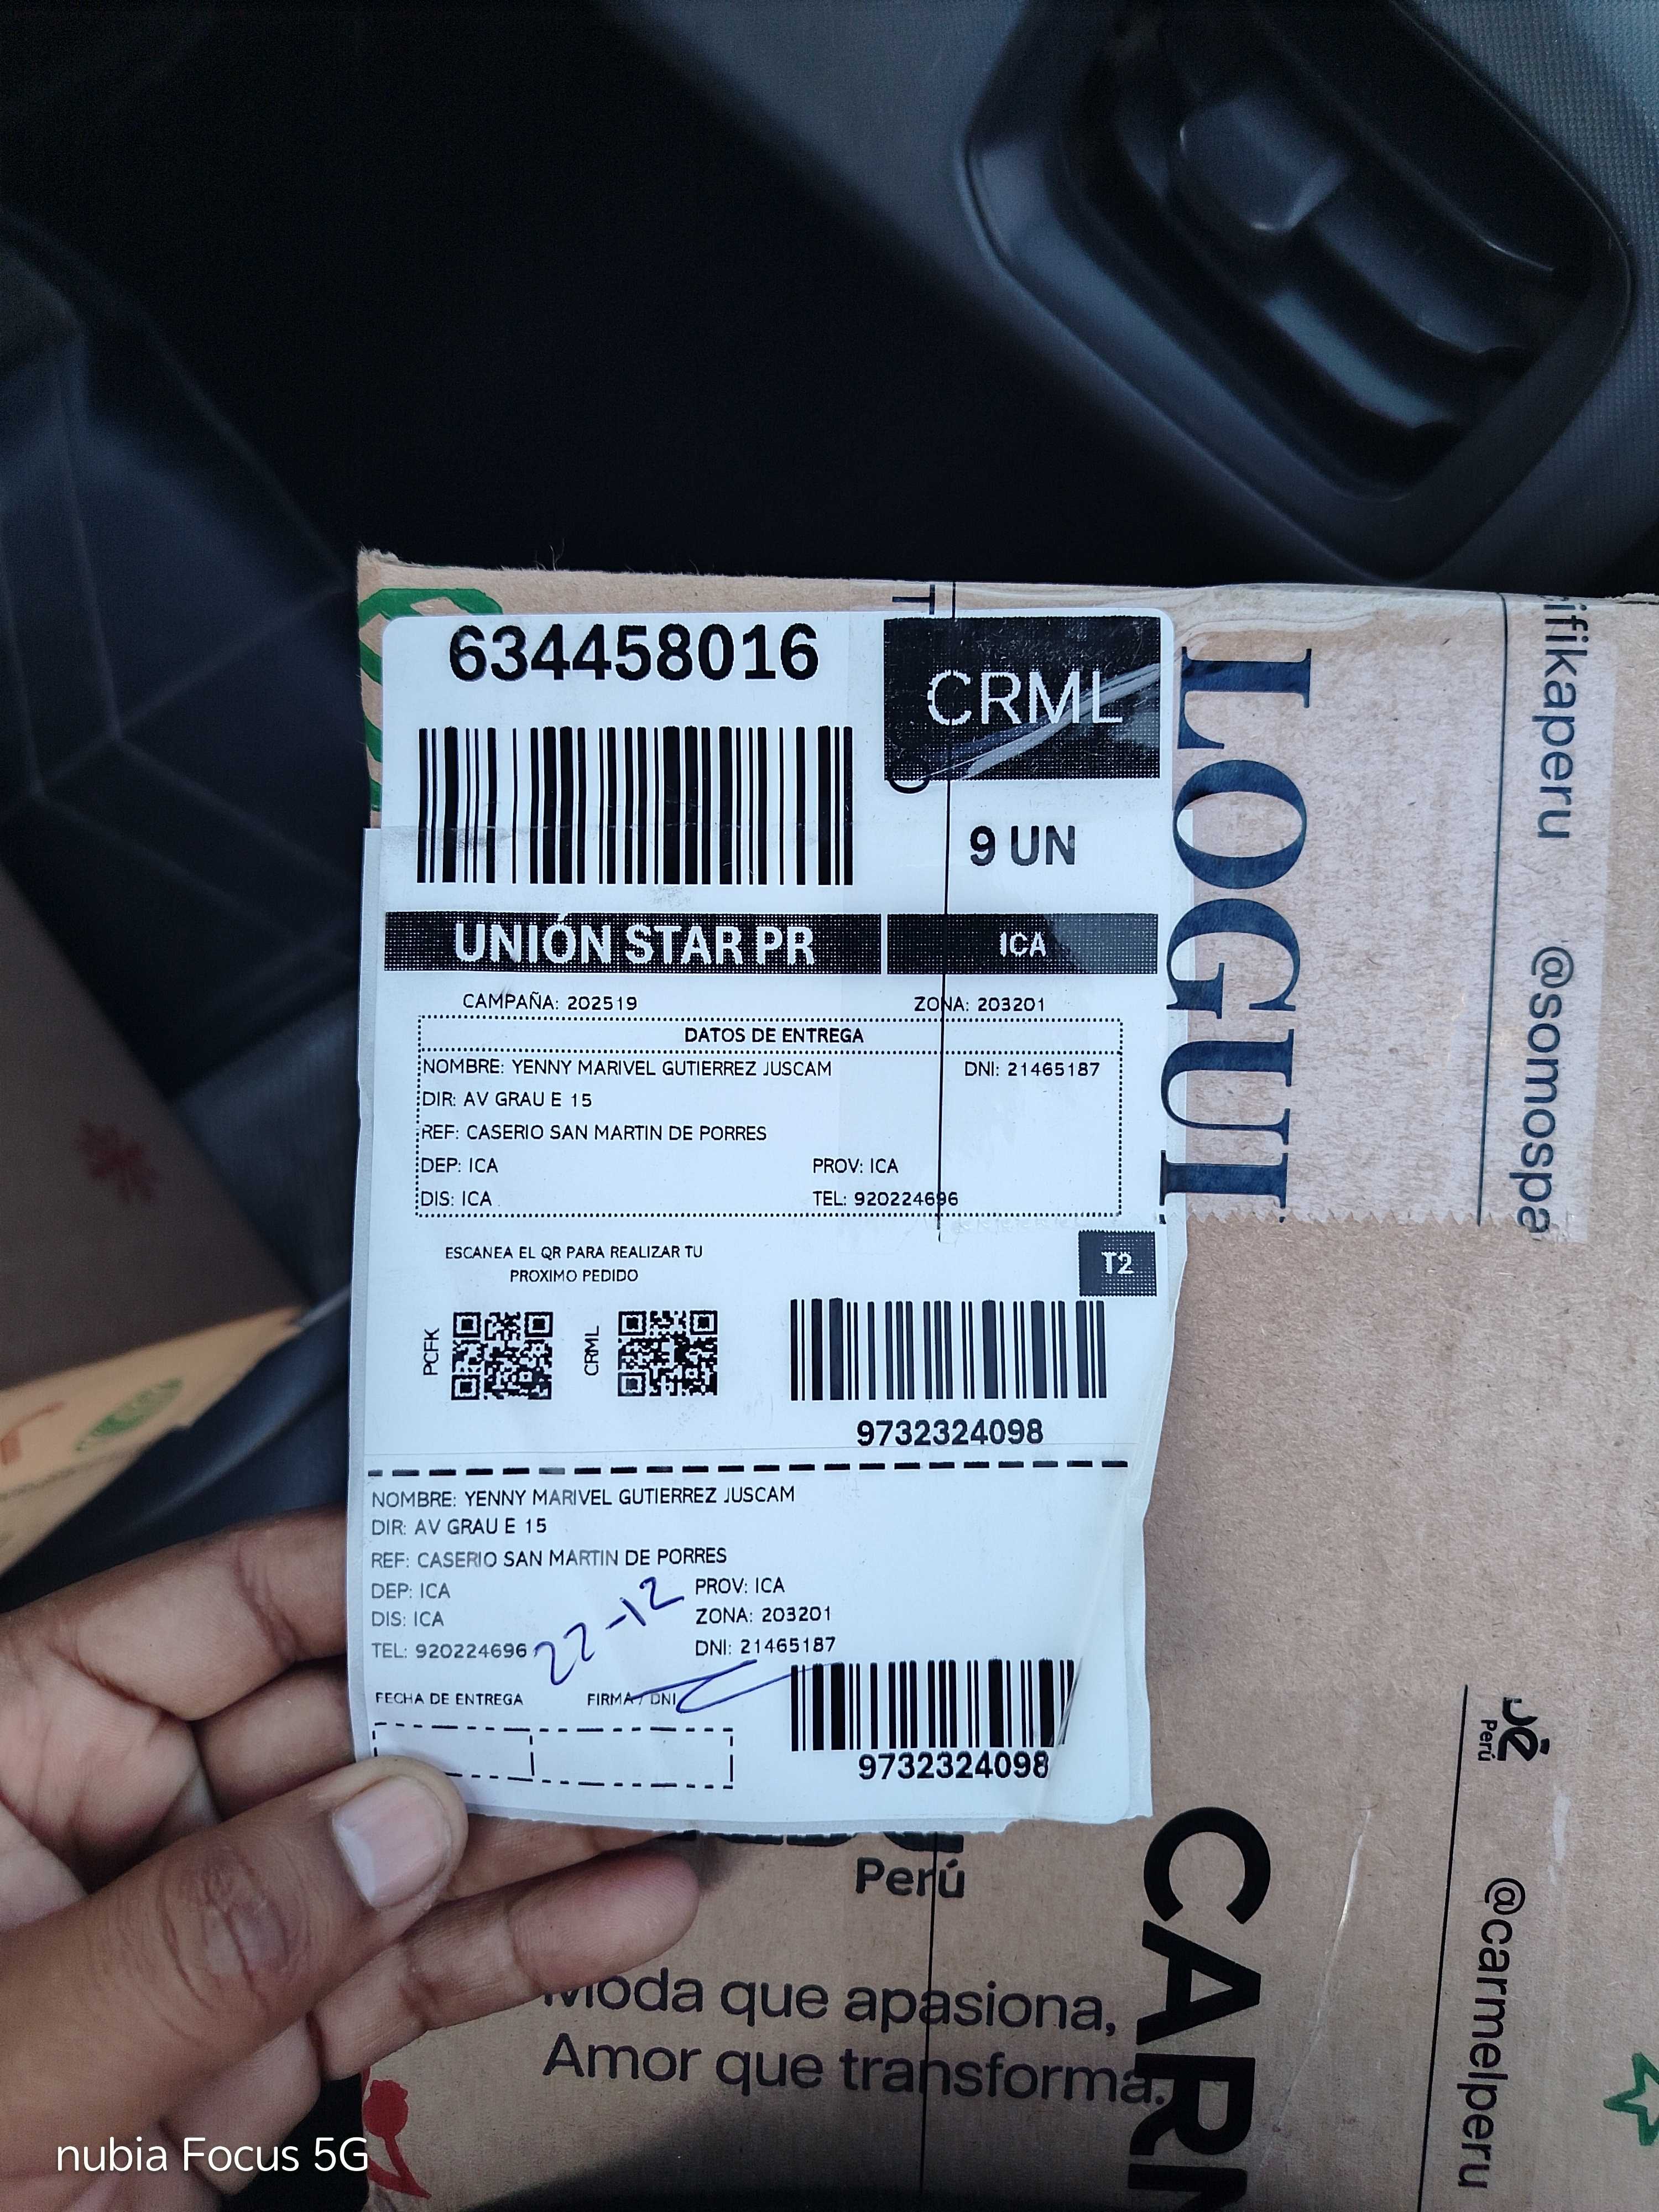 634458016
CRML
9 UN
UNIÓN STAR PR
ICA
CAMPAÑA: 202519
ZONA: 203201
DATOS DE ENTREGA
NOMBRE: YENNY MARIVEL GUTIERREZ JUSCAM
DNI: 21465187
DIR: AV GRAU E 15
REF: CASERIO SAN MARTIN DE PORRES
DEP: ICA
PROV: ICA
DIS: ICA
TEL: 920224696
ESCANEA EL QR PARA REALIZAR TU
PROXIMO PEDIDO
T2
PCFK
CRML
9732324098
NOMBRE: YENNY MARIVEL GUTIERREZ JUSCAM
DIR: AV GRAU E 15
REF: CASERIO SAN MARTIN DE PORRES
DEP: ICA
PROV: ICA
DIS: ICA
ZONA: 203201
TEL: 920224696
DNI: 21465187
22-12
FECHA DE ENTREGA
FIRMA / DNI
9732324098
LOGUI
ifikaperu
@somospa
Perú
@carmelperu
CARM
Perú
Moda que apasiona,
Amor que transforma.
nubia Focus 5G